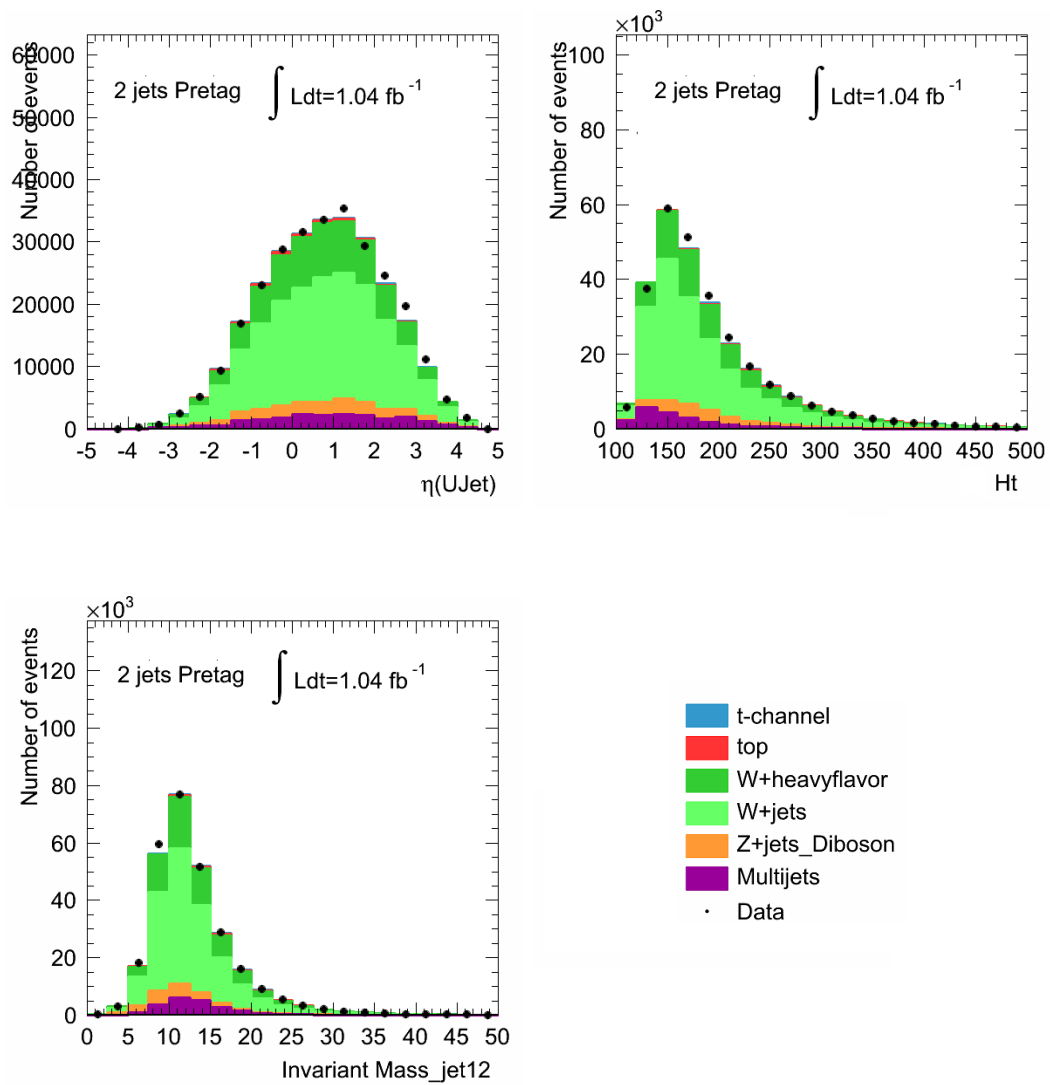 Number of events
60000
50000
40000
30000
20000
10000
0
2 jets Pretag ∫ Ldt=1.04 fb -1
-5 -4 -3 -2 -1 0 1 2 3 4 5
η(UJet)
×10³
Number of events
100
80
60
40
20
0
2 jets Pretag ∫ Ldt=1.04 fb -1
100 150 200 250 300 350 400 450 500
Ht
×10³
Number of events
120
100
80
60
40
20
0
2 jets Pretag ∫ Ldt=1.04 fb -1
0 5 10 15 20 25 30 35 40 45 50
Invariant Mass_jet12
t-channel
top
W+heavyflavor
W+jets
Z+jets_Diboson
Multijets
Data